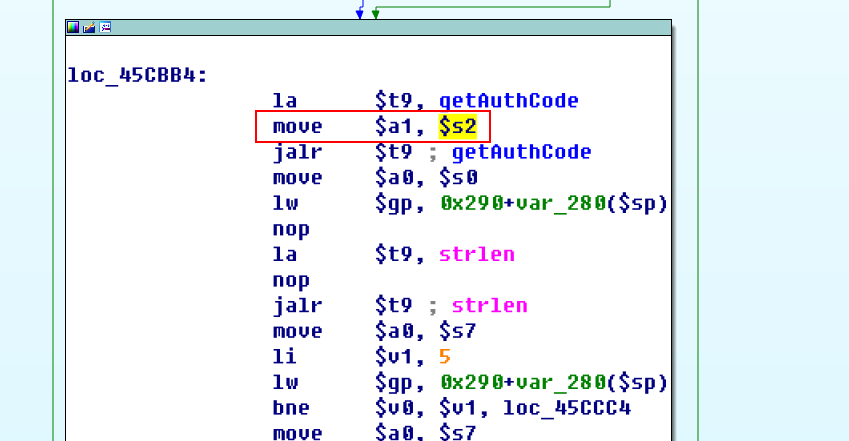 loc_45CBB4:
la $t9, getAuthCode
move $a1, $s2
jalr $t9 ; getAuthCode
move $a0, $s0
lw $gp, 0x290+var_280($sp)
nop
la $t9, strlen
nop
jalr $t9 ; strlen
move $a0, $s7
li $v1, 5
lw $gp, 0x290+var_280($sp)
bne $v0, $v1, loc_45CCC4
move $a0, $s7